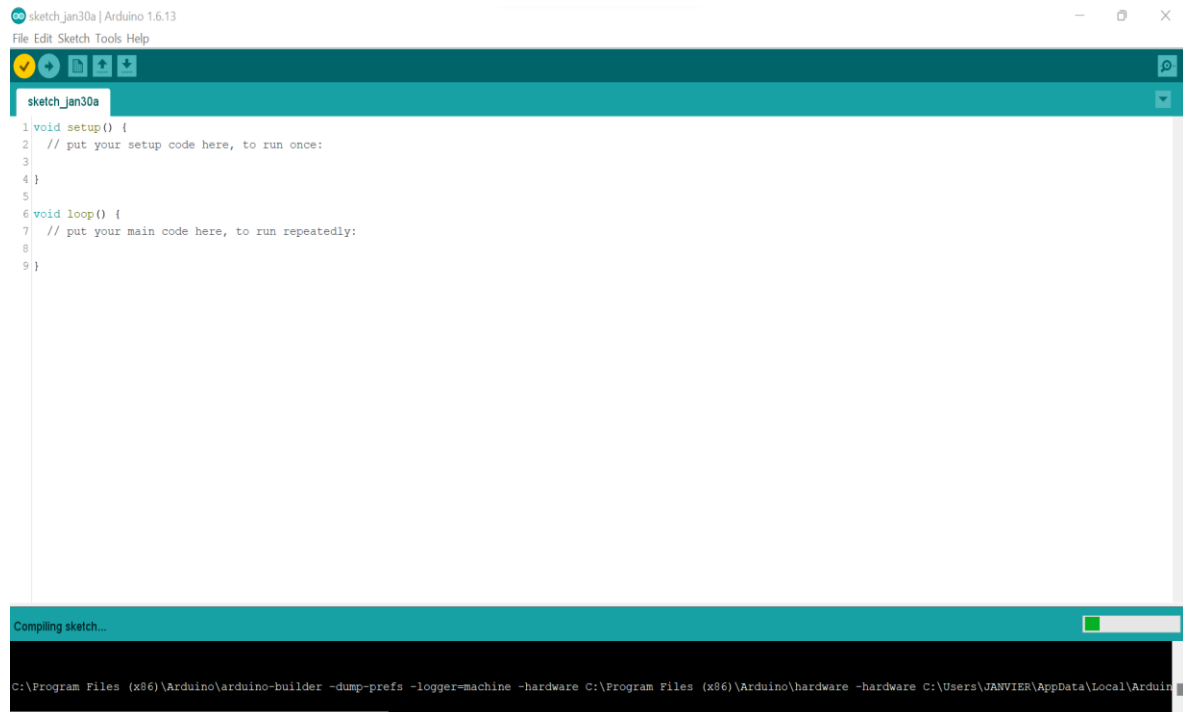 sketch_jan30a | Arduino 1.6.13
File Edit Sketch Tools Help
sketch_jan30a
1 void setup() {
2 // put your setup code here, to run once:
3
4 }
5
6 void loop() {
7 // put your main code here, to run repeatedly:
8
9 }
Compiling sketch...
C:\Program Files (x86)\Arduino\arduino-builder -dump-prefs -logger=machine -hardware C:\Program Files (x86)\Arduino\hardware -hardware C:\Users\JANVIER\AppData\Local\Arduin